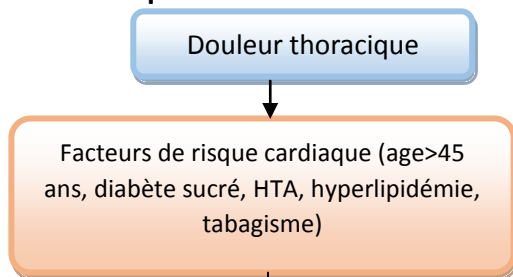 Douleur thoracique
Facteurs de risque cardiaque (age>45
ans, diabète sucré, HTA, hyperlipidémie,
tabagisme)